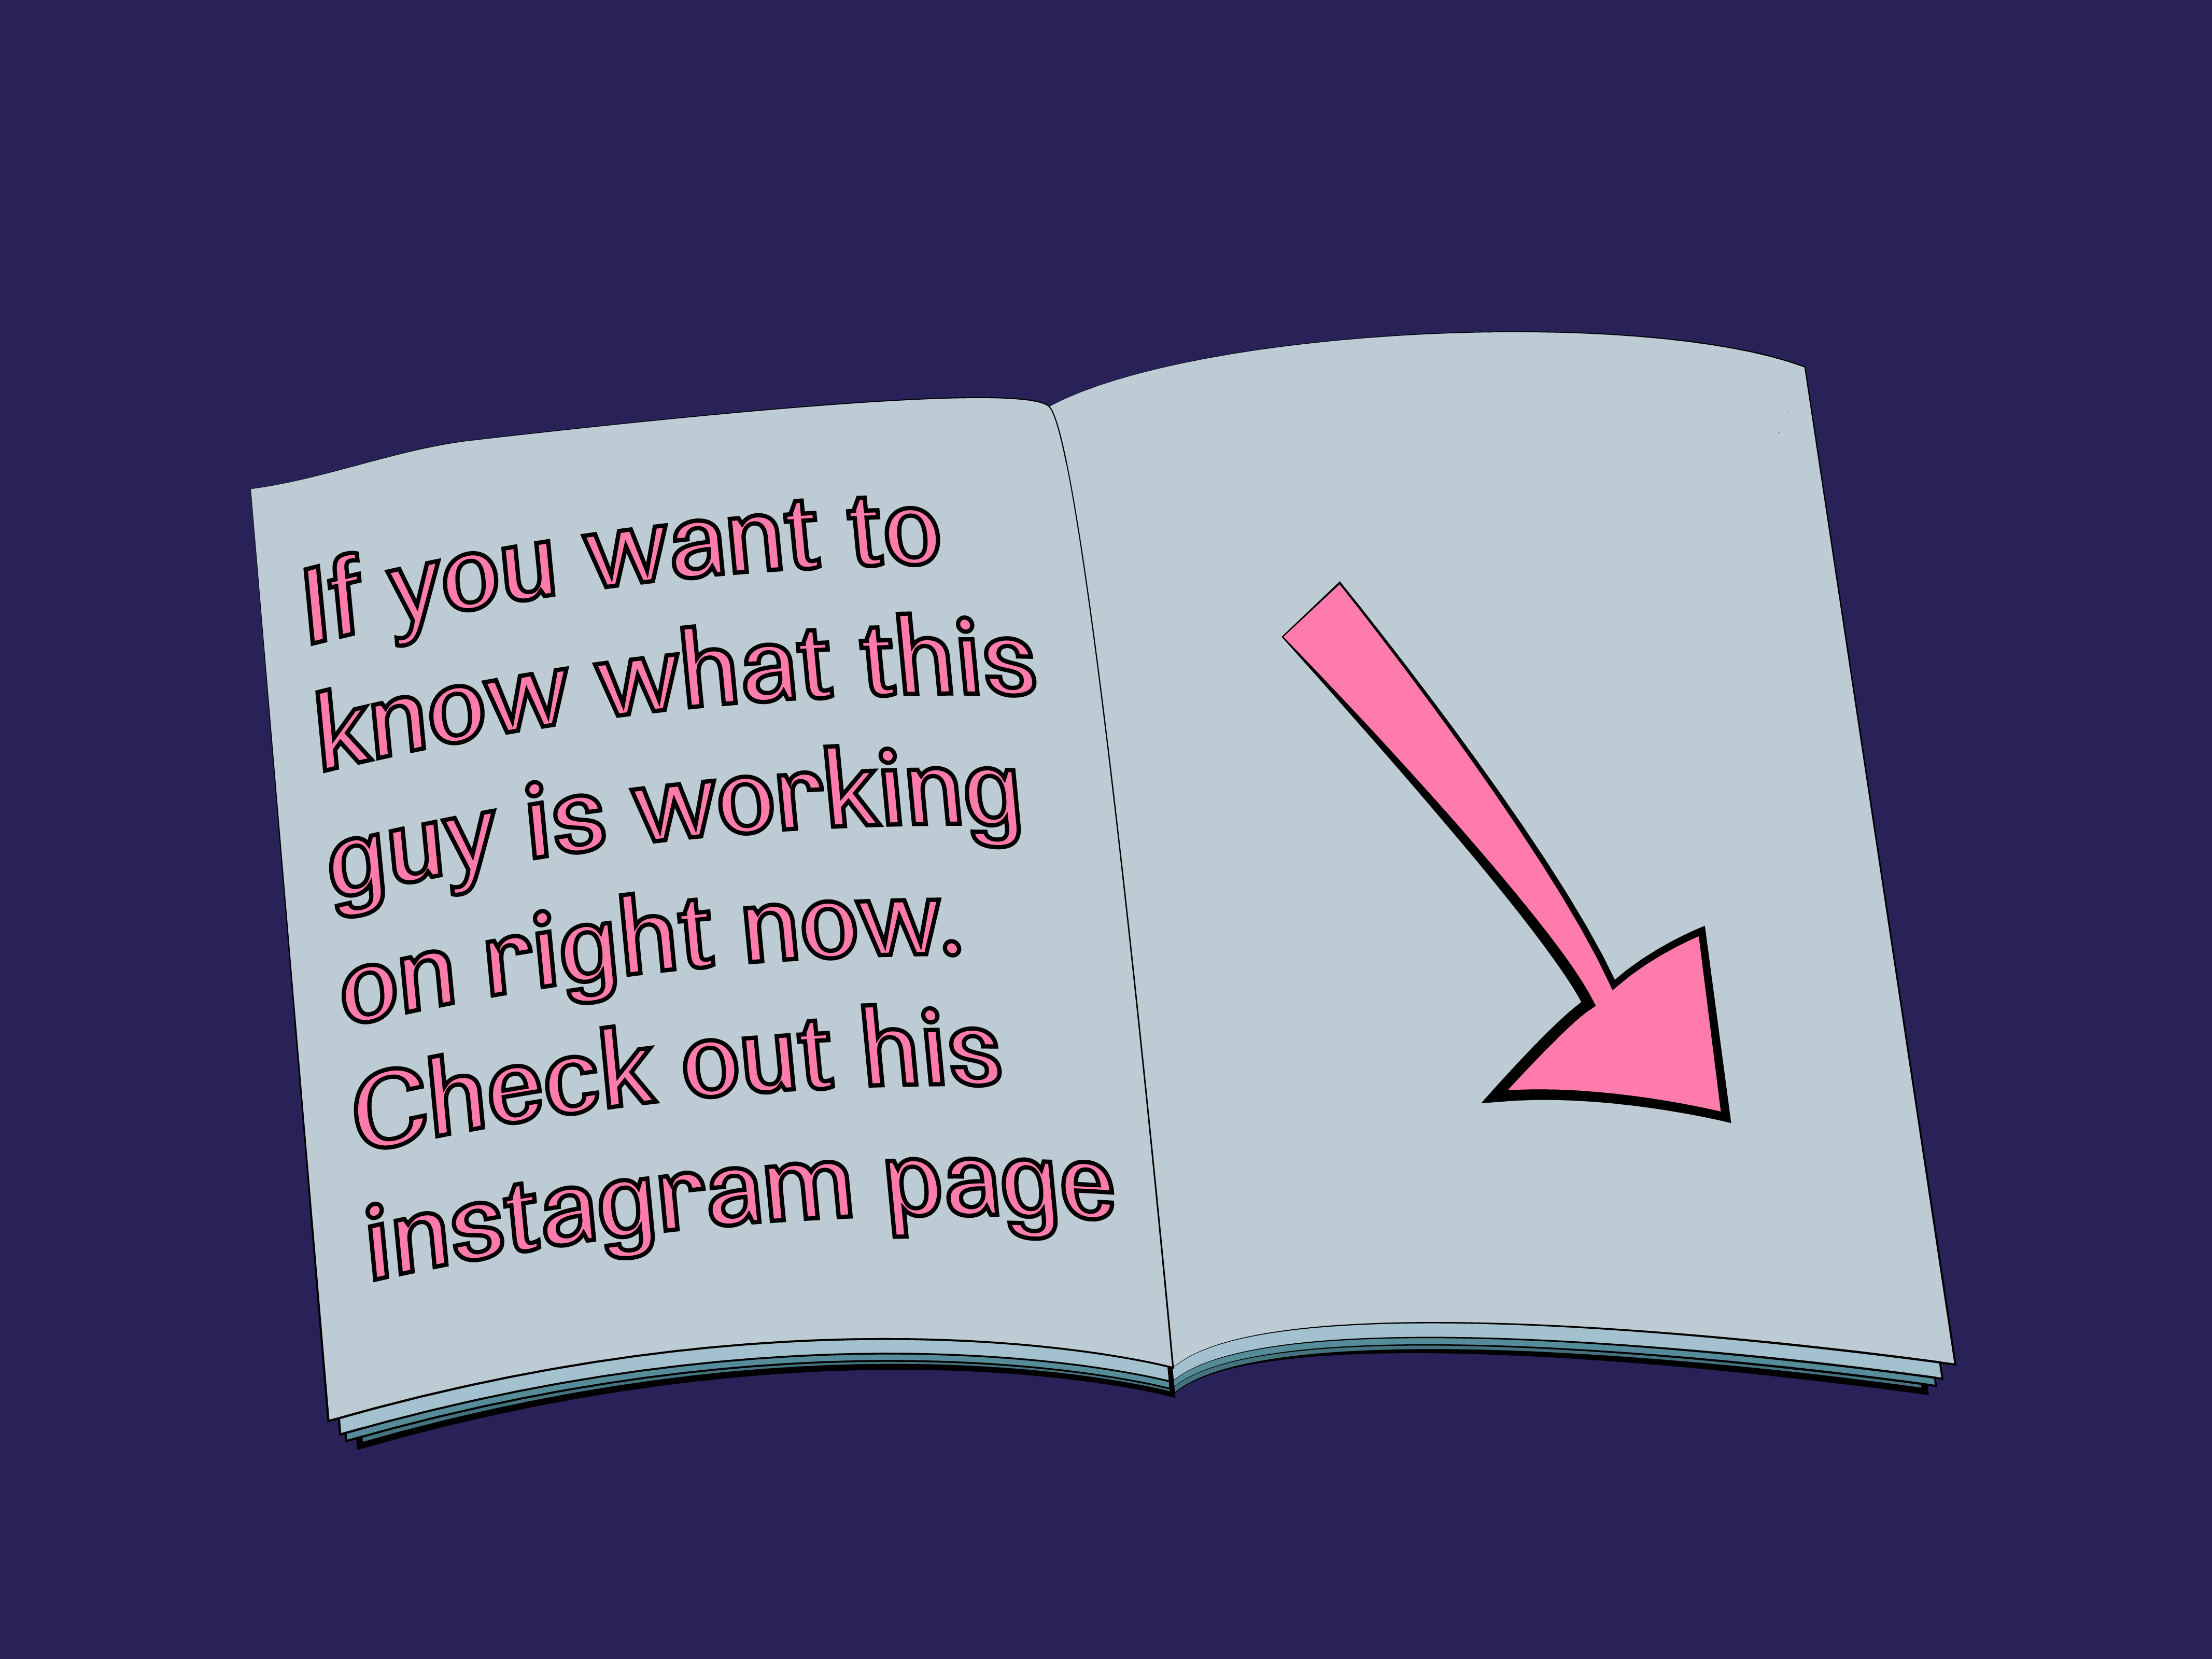 If you want to
know what this
guy is working
on right now.
Check out his
instagram page